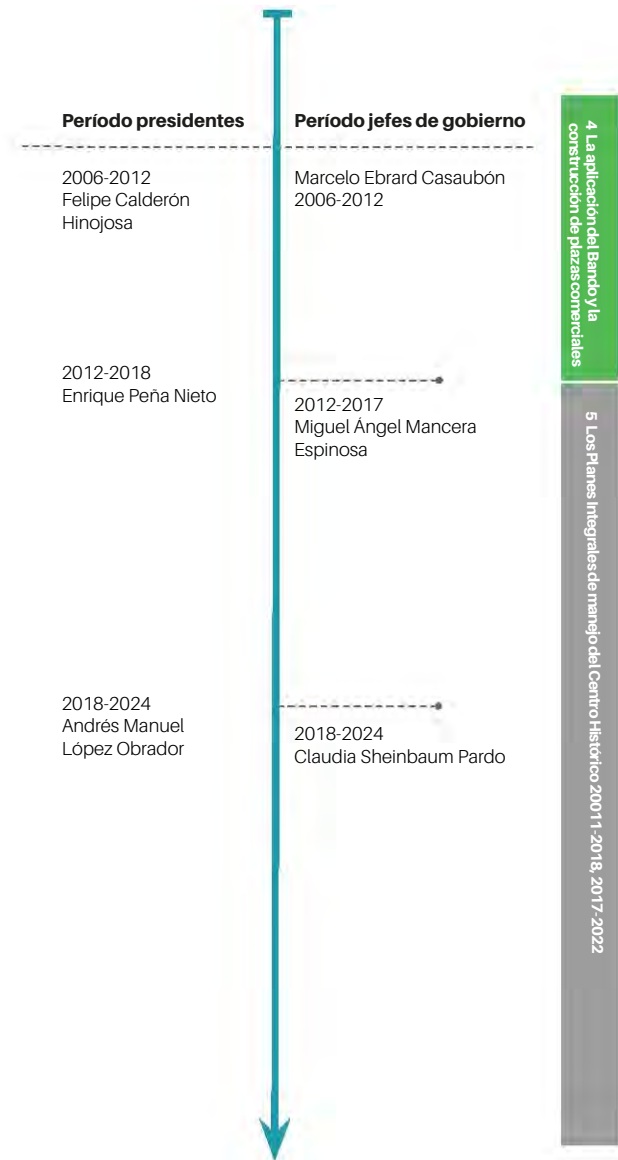 Período presidentes
Período jefes de gobierno
2006-2012
Felipe Calderón
Hinojosa
Marcelo Ebrard Casaubón
2006-2012
2012-2018
Enrique Peña Nieto
2012-2017
Miguel Ángel Mancera
Espinosa
2018-2024
Andrés Manuel
López Obrador
2018-2024
Claudia Sheinbaum Pardo
4 La aplicación del Bando y la
construcción de plazas comerciales
5 Los Planes Integrales de manejo del Centro Histórico 20011-2018, 2017-2022